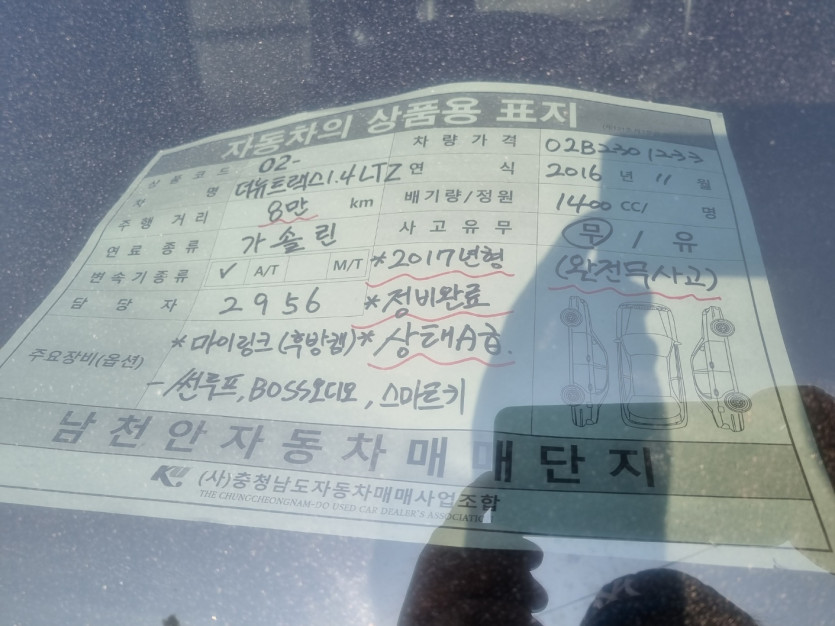 자동차의 상품용 표지
상품코드 02- 차량가격 02B2301233
차명 더뉴트랙스1.4LTZ 연식 2016 년 11 월
주행거리 8만 km 배기량/정원 1400 CC/ 명
연료종류 가솔린 사고유무 무 / 유
변속기종류 ✓ A/T M/T *2017년형 (완전무사고)
담당자 2956 *정비완료
주요장비(옵션) *마이링크(후방캠)* 상태A급.
-썬루프, BOSS오디오, 스마트키
남천안자동차매매단지
(사)충청남도자동차매매사업조합
THE CHUNGCHEONGNAM-DO USED CAR DEALER'S ASSOCIATION